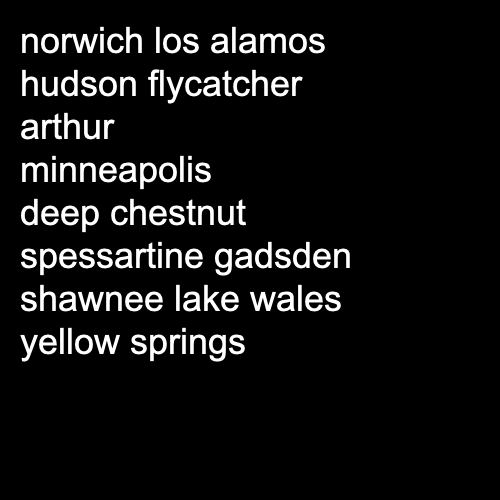 norwich los alamos
hudson flycatcher
arthur
minneapolis
deep chestnut
spessartine gadsden
shawnee lake wales
yellow springs